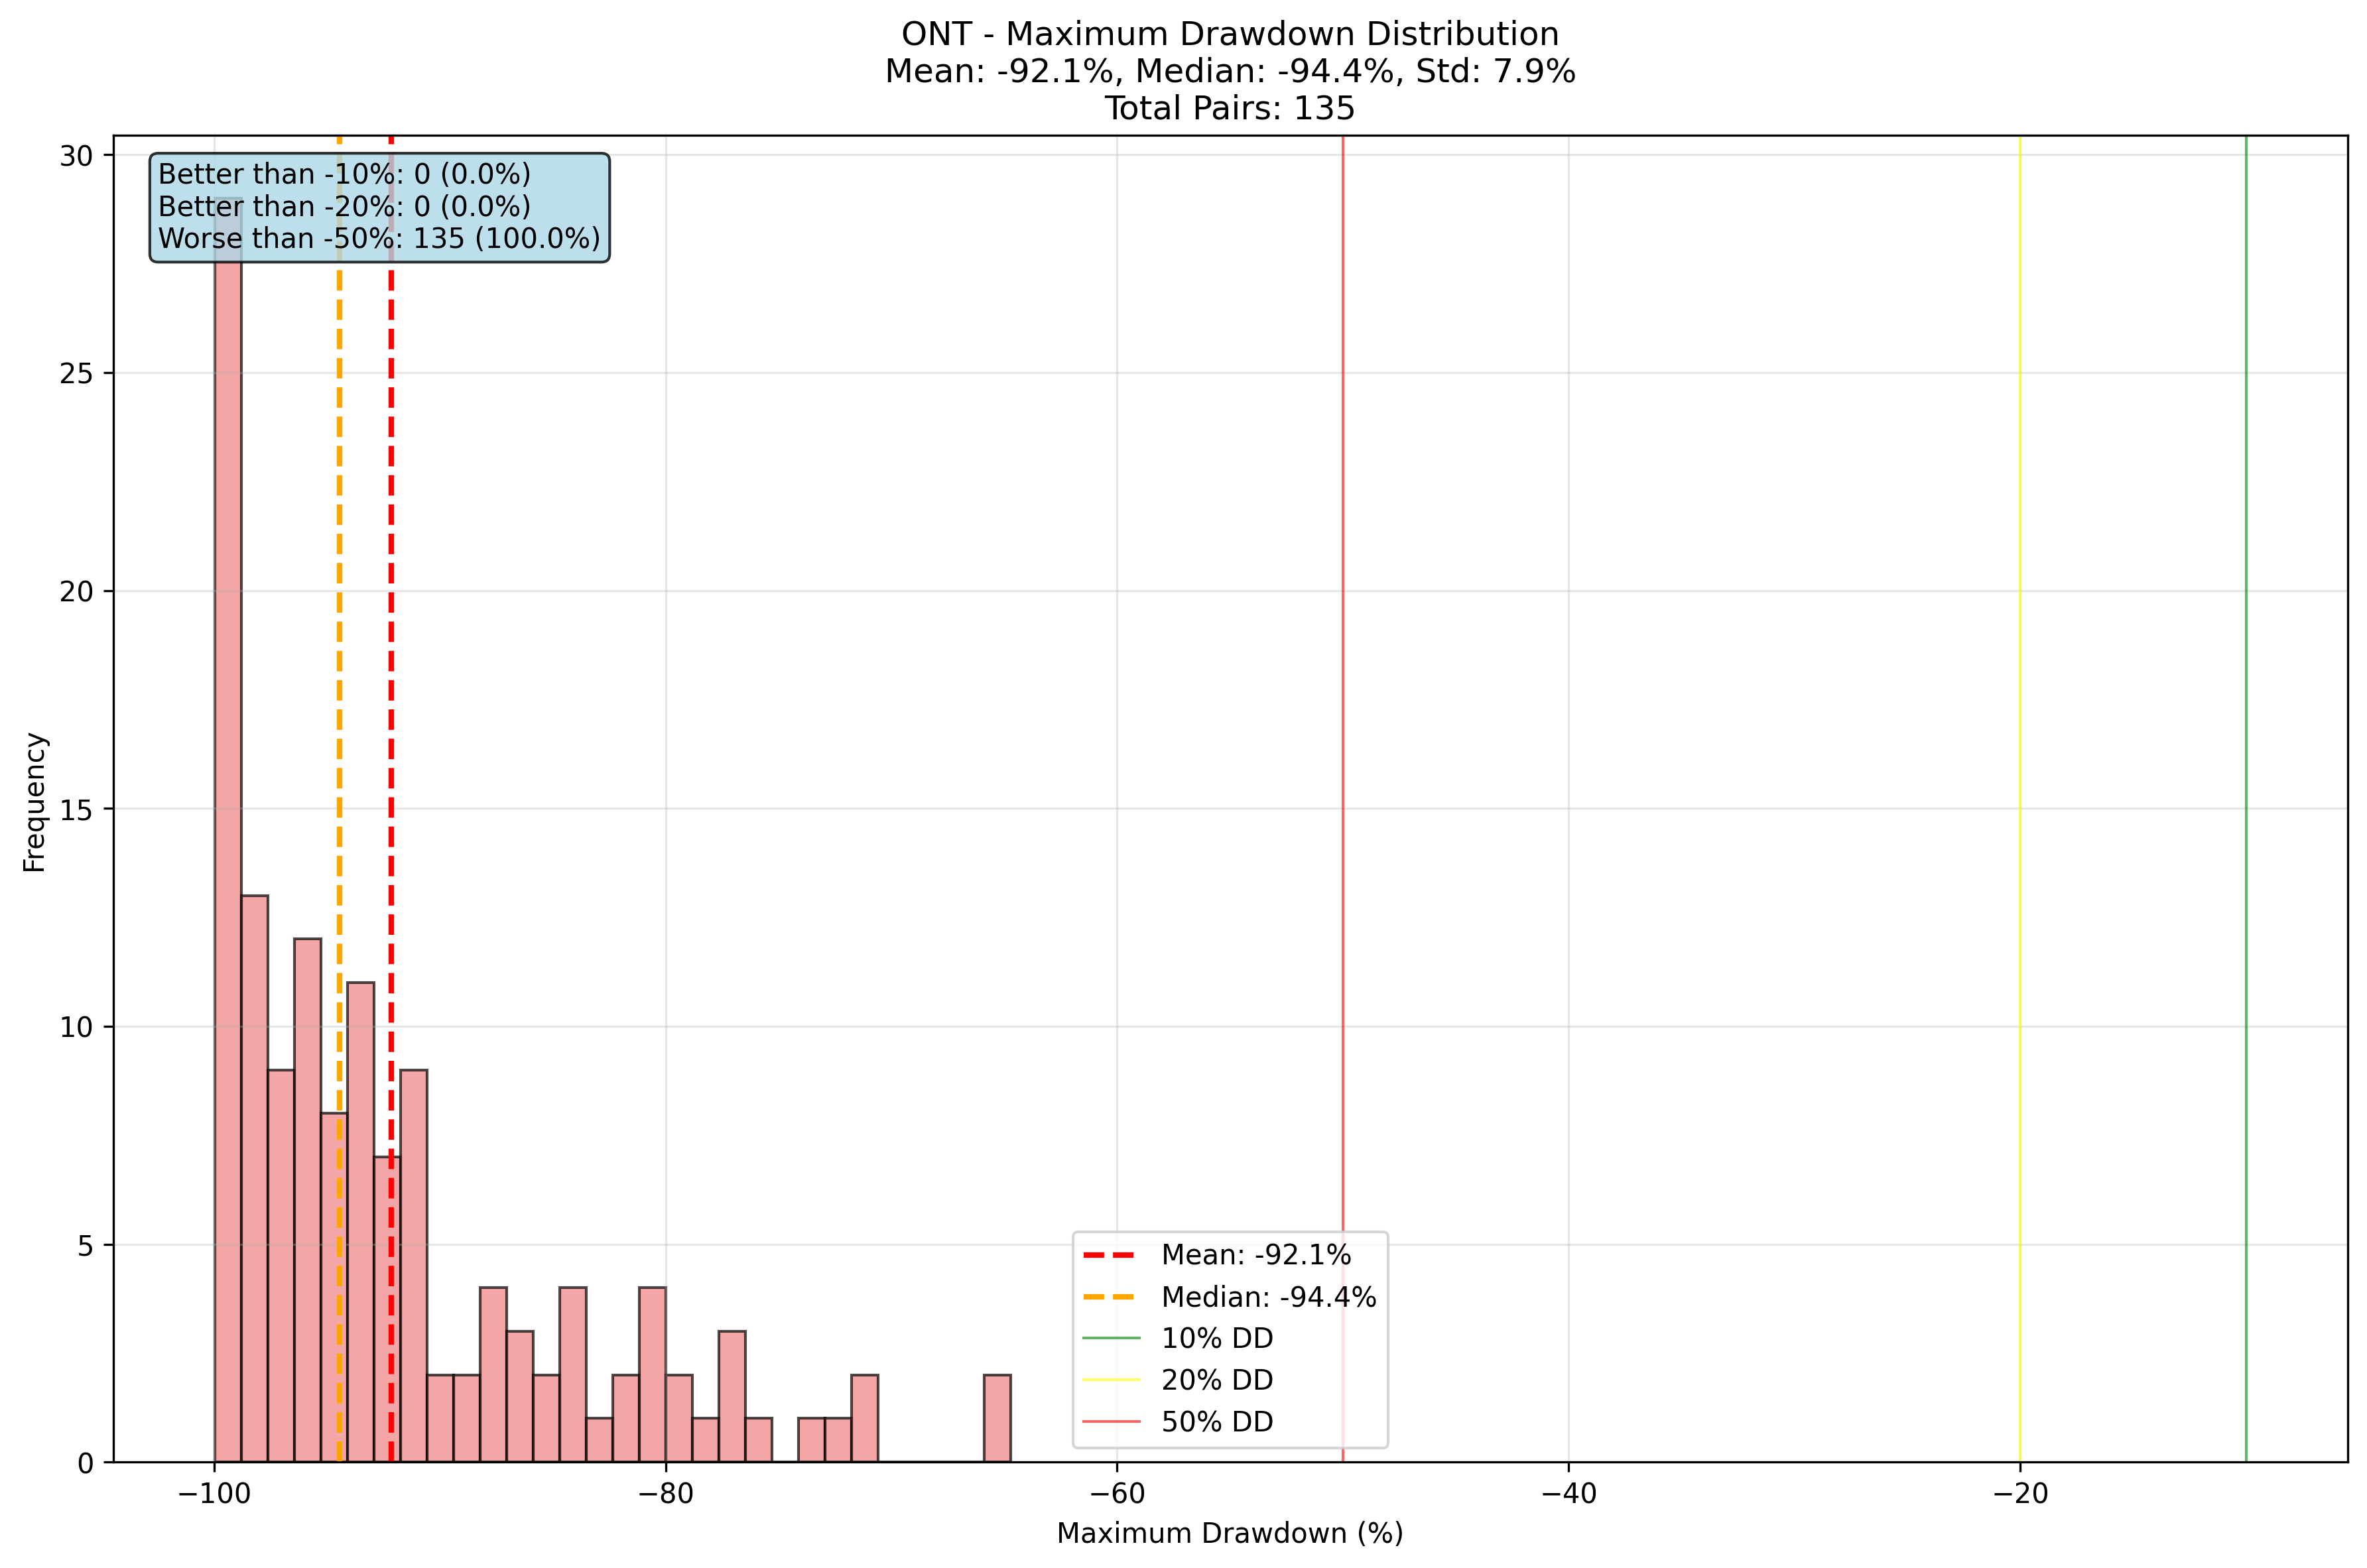 ONT - Maximum Drawdown Distribution
Mean: -92.1%, Median: -94.4%, Std: 7.9%
Total Pairs: 135
Better than -10%: 0 (0.0%)
Better than -20%: 0 (0.0%)
Worse than -50%: 135 (100.0%)
30
25
20
15
10
5
0
Frequency
Mean: -92.1%
Median: -94.4%
10% DD
20% DD
50% DD
−100
−80
−60
−40
−20
Maximum Drawdown (%)